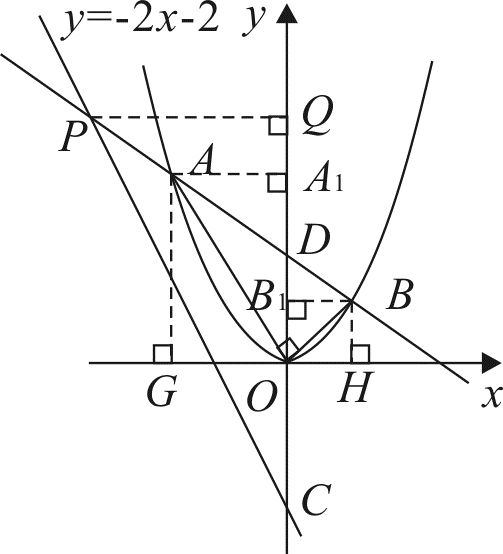 y=-2x-2 y
P Q
A A1
D
B1 B
G O H x
C